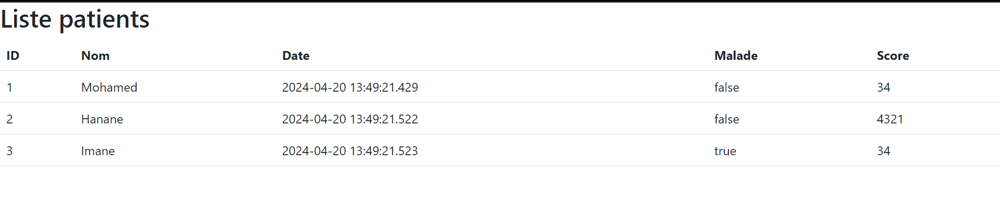 Liste patients
ID Nom Date Malade Score
1 Mohamed 2024-04-20 13:49:21.429 false 34
2 Hanane 2024-04-20 13:49:21.522 false 4321
3 Imane 2024-04-20 13:49:21.523 true 34